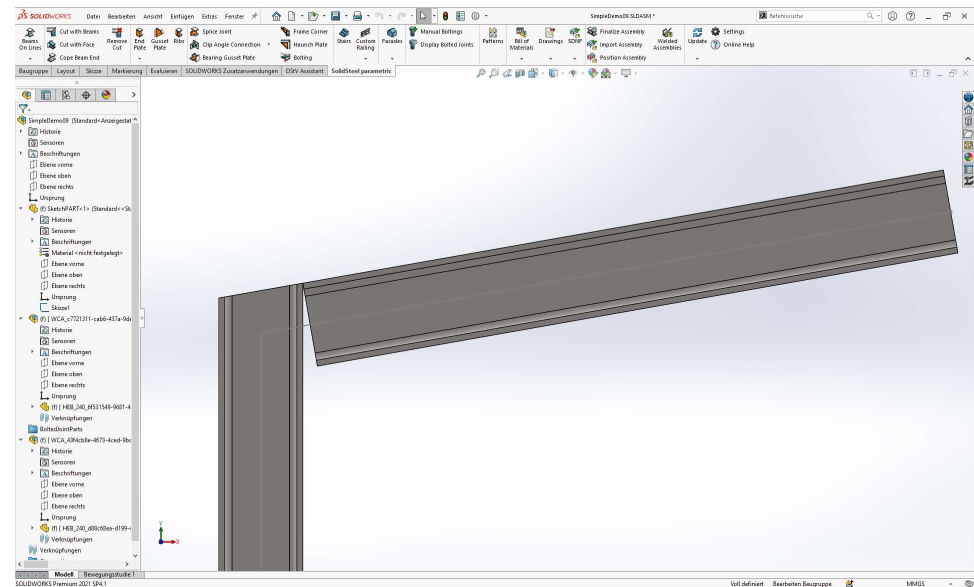 SOLIDWORKS Datei Bearbeiten Ansicht Einfügen Extras Fenster SimpleDemo09.SLDASM * Befehlssuche
Beams On Lines
Cut with Beams
Cut with Face
Cope Beam End
Remove Cut
End Plate
Gusset Plate
Ribs
Splice Joint
Clip Angle Connection
Bearing Gusset Plate
Frame Corner
Haunch Plate
Bolting
Stairs
Custom Railing
Facades
Manual Boltings
Display Bolted Joints
Patterns
Bill of Materials
Drawings
SDNF
Finalize Assembly
Import Assembly
Position Assembly
Welded Assemblies
Update
Settings
Online Help
Baugruppe Layout Skizze Markierung Evaluieren SOLIDWORKS Zusatzanwendungen DStV Assistent SolidSteel parametric
SimpleDemo09 (Standard<Anzeigestat
Historie
Sensoren
Beschriftungen
Ebene vorne
Ebene oben
Ebene rechts
Ursprung
(f) SketchPART<1> (Standard<<St
Historie
Sensoren
Beschriftungen
Material <nicht festgelegt>
Ebene vorne
Ebene oben
Ebene rechts
Ursprung
Skizze1
(f) [ WCA_c7721311-cab6-437a-9d
Historie
Sensoren
Beschriftungen
Ebene vorne
Ebene oben
Ebene rechts
Ursprung
(f) [ HEB_240_6f531549-9681-4
Verknüpfungen
BoltedJointParts
Historie
Sensoren
Beschriftungen
Ebene vorne
Ebene oben
Ebene rechts
Ursprung
(f) [ HEB_240_d88c68ea-d199-
Verknüpfungen
Verknüpfungen
Y
X
Modell Bewegungsstudie 1
SOLIDWORKS Premium 2021 SP4.1 Voll definiert Bearbeiten Baugruppe MMGS